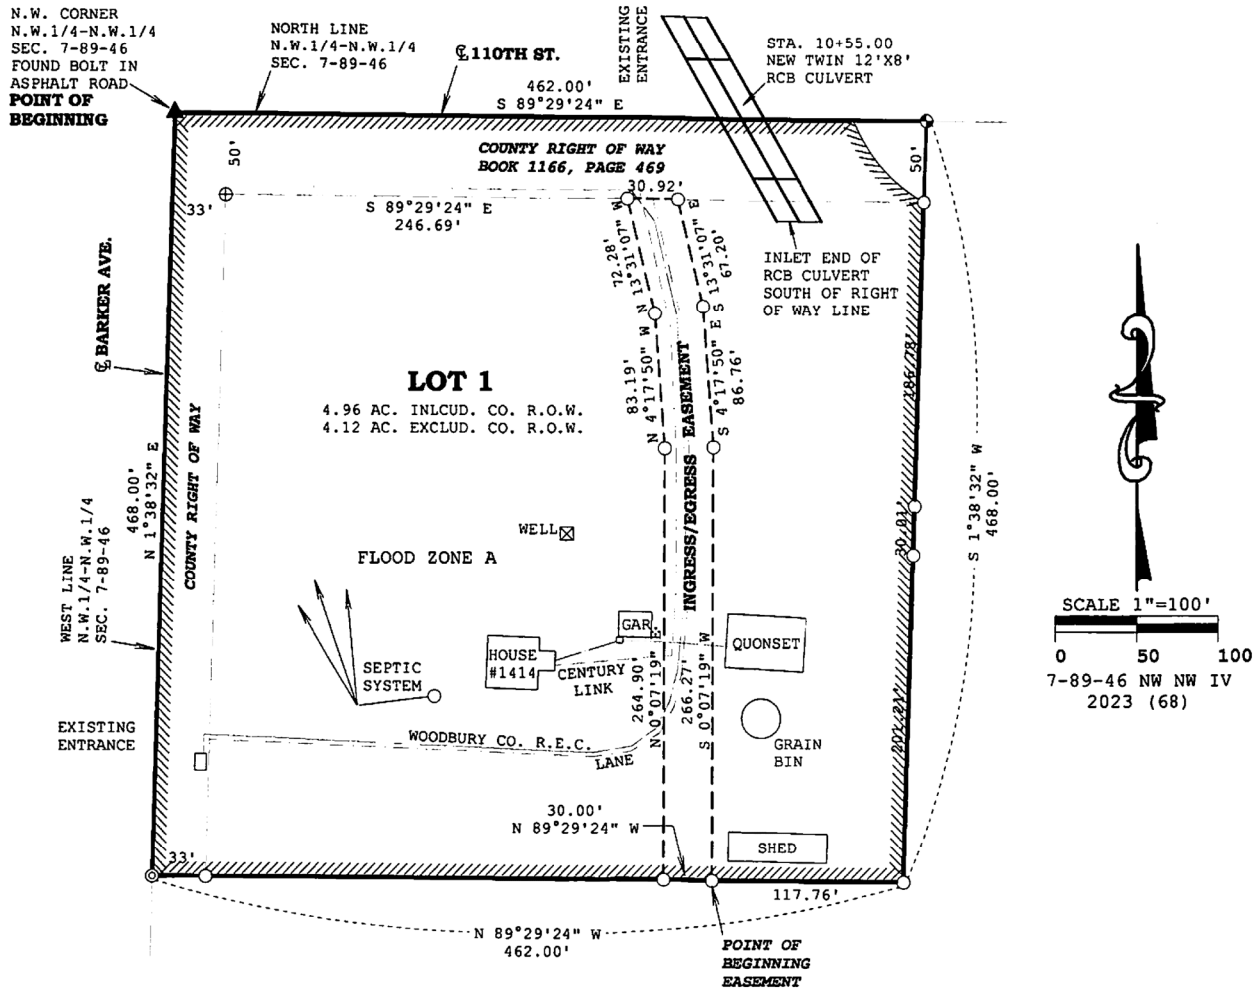 N.W. CORNER
N.W.1/4-N.W.1/4
SEC. 7-89-46
FOUND BOLT IN
ASPHALT ROAD
POINT OF
BEGINNING
NORTH LINE
N.W.1/4-N.W.1/4
SEC. 7-89-46
℄ 110TH ST.
462.00'
S 89°29'24" E
EXISTING
ENTRANCE
STA. 10+55.00
NEW TWIN 12'X8'
RCB CULVERT
COUNTY RIGHT OF WAY
BOOK 1166, PAGE 469
50'
50'
33'
30.92'
S 89°29'24" E
246.69'
72.28'
N 13°31'07" W
S 13°31'07" E
67.20'
INLET END OF
RCB CULVERT
SOUTH OF RIGHT
OF WAY LINE
℄ BARKER AVE.
LOT 1
4.96 AC. INLCUD. CO. R.O.W.
4.12 AC. EXCLUD. CO. R.O.W.
83.19'
N 4°17'50" W
S 4°17'50" E
86.76'
186.78'
COUNTY RIGHT OF WAY
468.00'
N 1°38'32" E
INGRESS/EGRESS EASEMENT
S 1°38'32" W
468.00'
30.01'
WELL
FLOOD ZONE A
WEST LINE
N.W.1/4-N.W.1/4
SEC. 7-89-46
GAR.
QUONSET
HOUSE
#1414
CENTURY
LINK
SEPTIC
SYSTEM
264.90'
N 0°07'19" E
266.27'
S 0°07'19" W
201.21'
EXISTING
ENTRANCE
WOODBURY CO. R.E.C.
LANE
GRAIN
BIN
30.00'
N 89°29'24" W
SHED
33'
117.76'
N 89°29'24" W
462.00'
POINT OF
BEGINNING
EASEMENT
SCALE 1"=100'
0 50 100
7-89-46 NW NW IV
2023 (68)